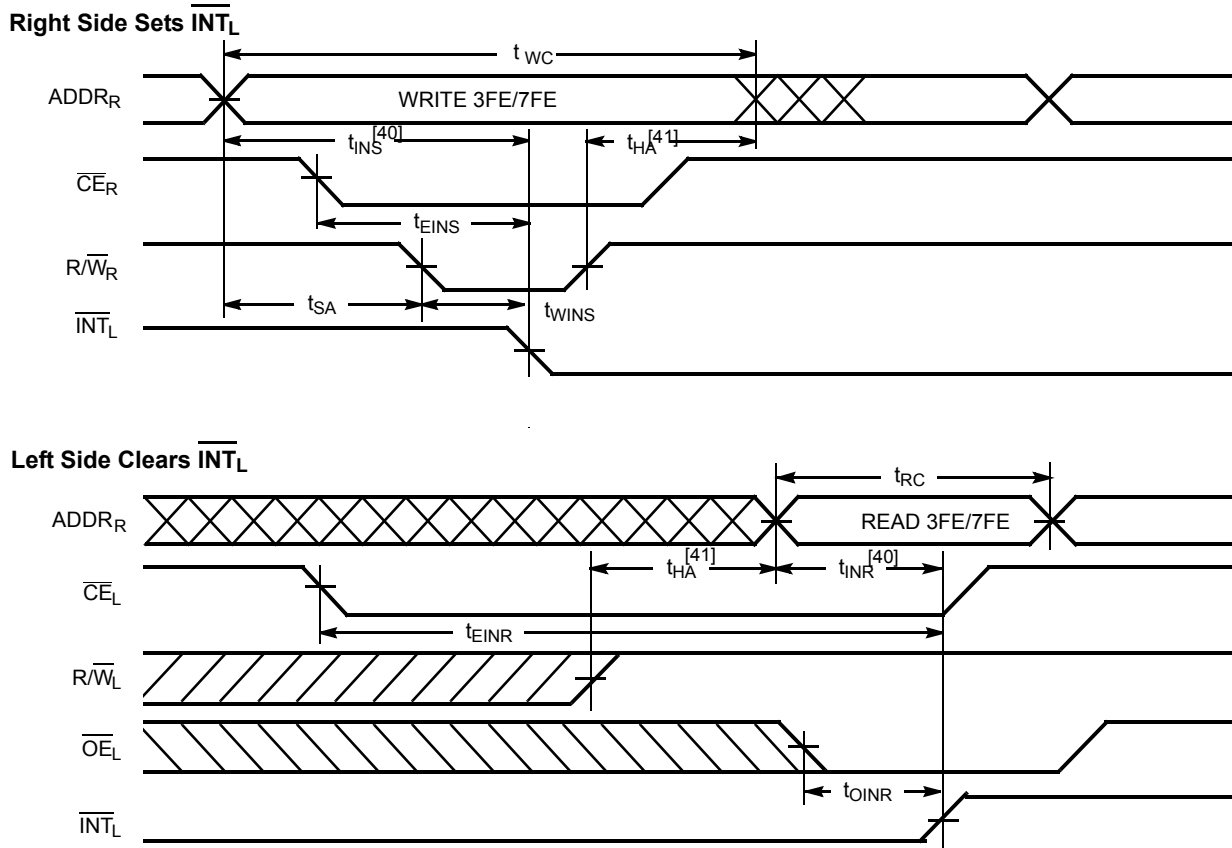 Right Side Sets INTL
tWC
ADDRR
WRITE 3FE/7FE
tINS[40]
tHA[41]
CER
tEINS
R/WR
tSA
tWINS
INTL
Left Side Clears INTL
tRC
ADDRR
READ 3FE/7FE
tHA[41]
tINR[40]
CEL
tEINR
R/WL
OEL
tOINR
INTL